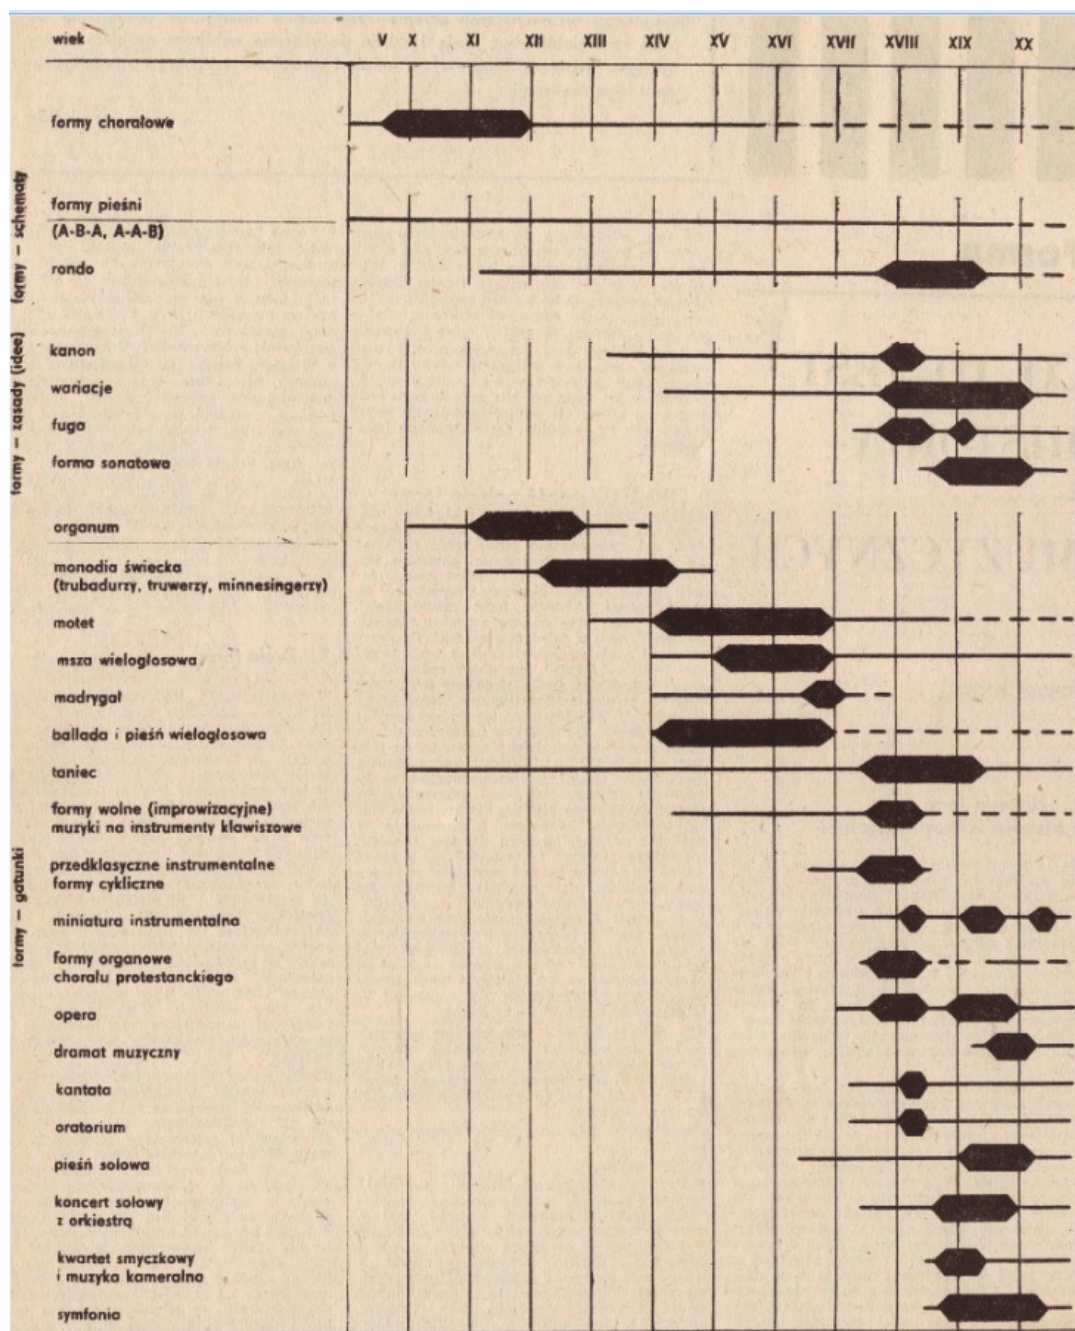 wiek V X XI XII XIII XIV XV XVI XVII XVIII XIX XX
formy chorałowe
formy – schematy
formy pieśni
(A-B-A, A-A-B)
rondo
formy – zasady (idee)
kanon
wariacje
fuga
forma sonatowa
formy – gatunki
organum
monodia świecka
(trubadurzy, truwerzy, minnesingerzy)
motet
msza wielogłosowa
madrygał
ballada i pieśń wielogłosowa
taniec
formy wolne (improwizacyjne)
muzyki na instrumenty klawiszowe
przedklasyczne instrumentalne
formy cykliczne
miniatura instrumentalna
formy organowe
chorału protestanckiego
opera
dramat muzyczny
kantata
oratorium
pieśń solowa
koncert solowy
z orkiestrą
kwartet smyczkowy
i muzyka kameralna
symfonia